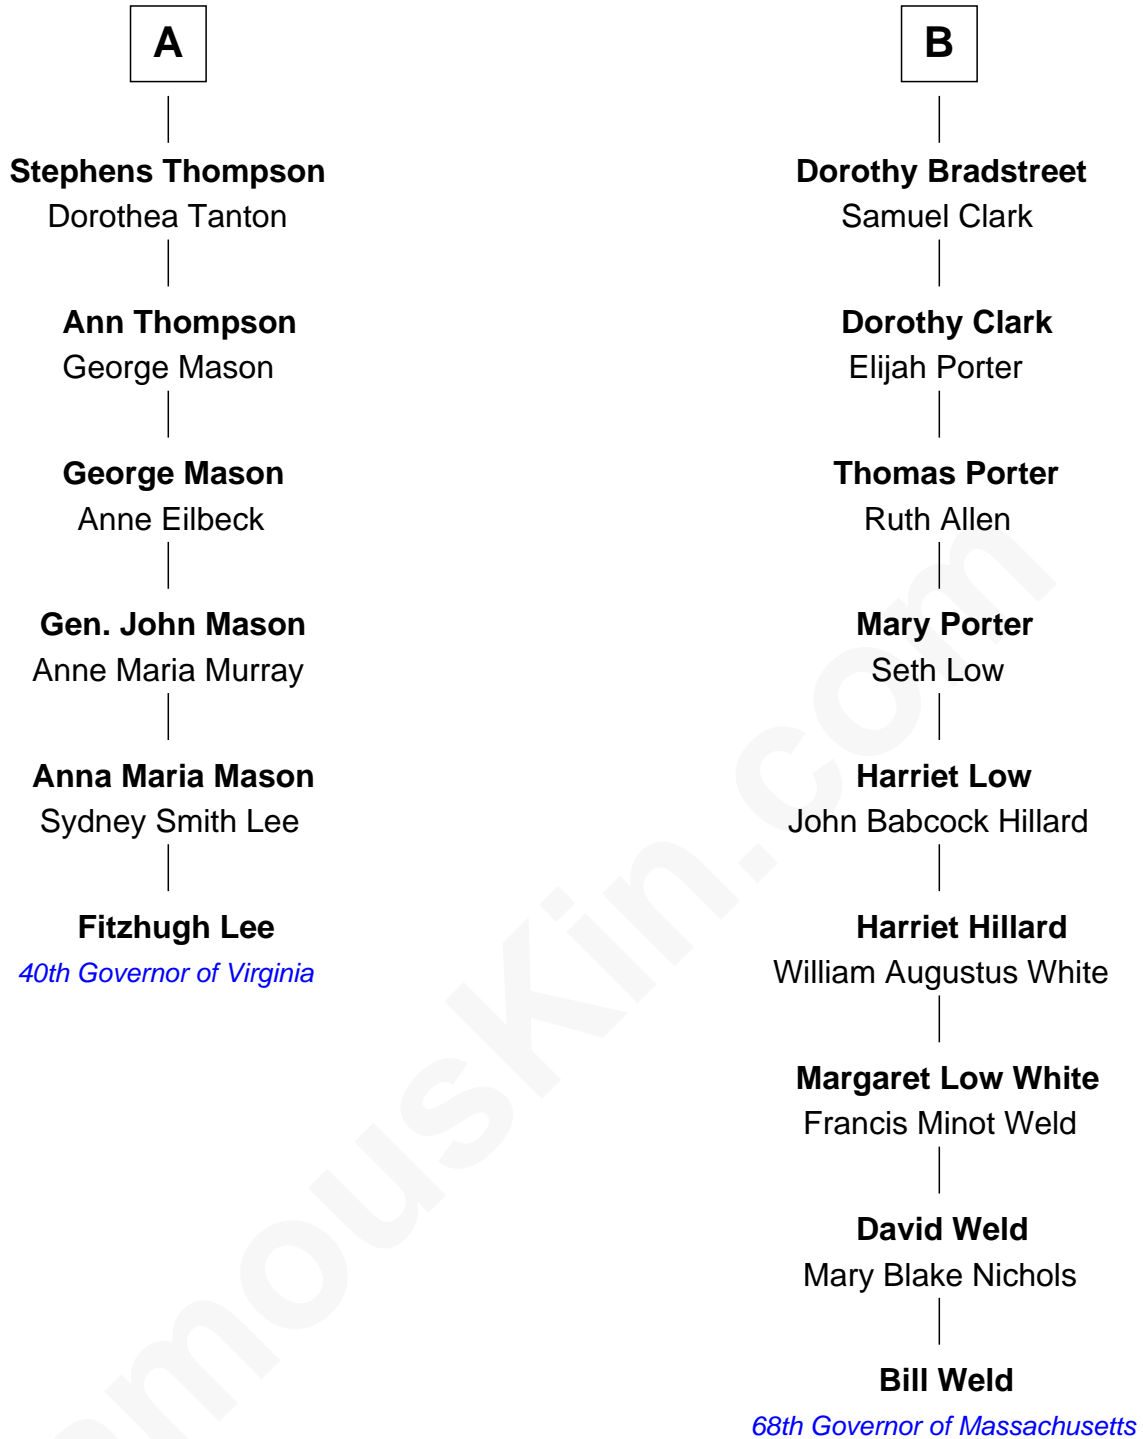 A
Stephens Thompson
Dorothea Tanton
Ann Thompson
George Mason
George Mason
Anne Eilbeck
Gen. John Mason
Anne Maria Murray
Anna Maria Mason
Sydney Smith Lee
Fitzhugh Lee
40th Governor of Virginia
B
Dorothy Bradstreet
Samuel Clark
Dorothy Clark
Elijah Porter
Thomas Porter
Ruth Allen
Mary Porter
Seth Low
Harriet Low
John Babcock Hillard
Harriet Hillard
William Augustus White
Margaret Low White
Francis Minot Weld
David Weld
Mary Blake Nichols
Bill Weld
68th Governor of Massachusetts
amouskin.com